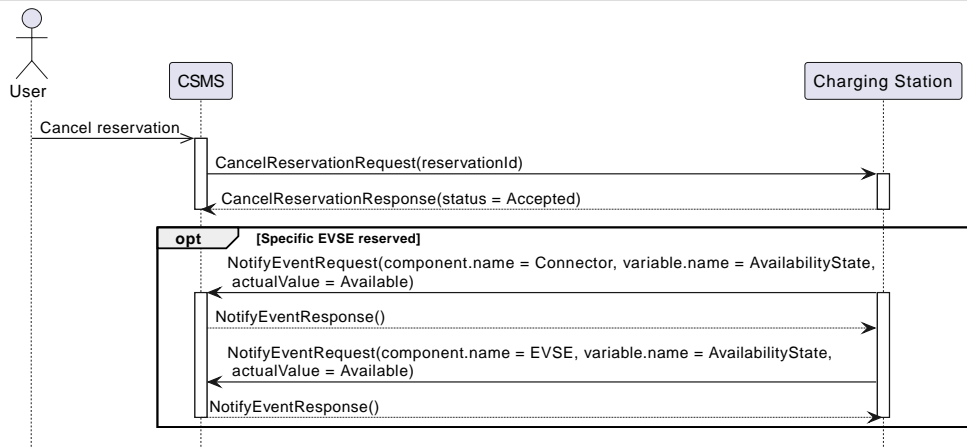 User
CSMS
Charging Station
Cancel reservation
CancelReservationRequest(reservationId)
CancelReservationResponse(status = Accepted)
opt
[Specific EVSE reserved]
NotifyEventRequest(component.name = Connector, variable.name = AvailabilityState,
actualValue = Available)
NotifyEventResponse()
NotifyEventRequest(component.name = EVSE, variable.name = AvailabilityState,
actualValue = Available)
NotifyEventResponse()